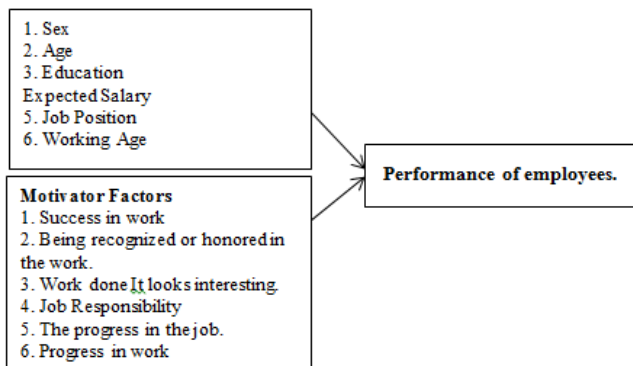 1. Sex
2. Age
3. Education
Expected Salary
5. Job Position
6. Working Age
Performance of employees.
Motivator Factors
1. Success in work
2. Being recognized or honored in
the work.
3. Work done It looks interesting.
4. Job Responsibility
5. The progress in the job.
6. Progress in work